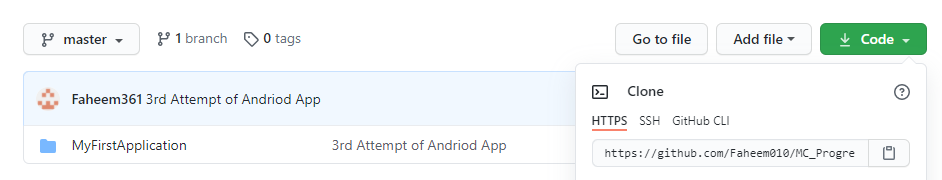 master 1 branch 0 tags Go to file Add file Code
Faheem361 3rd Attempt of Andriod App
Clone
HTTPS SSH GitHub CLI
MyFirstApplication 3rd Attempt of Andriod App
https://github.com/Faheem010/MC_Progre